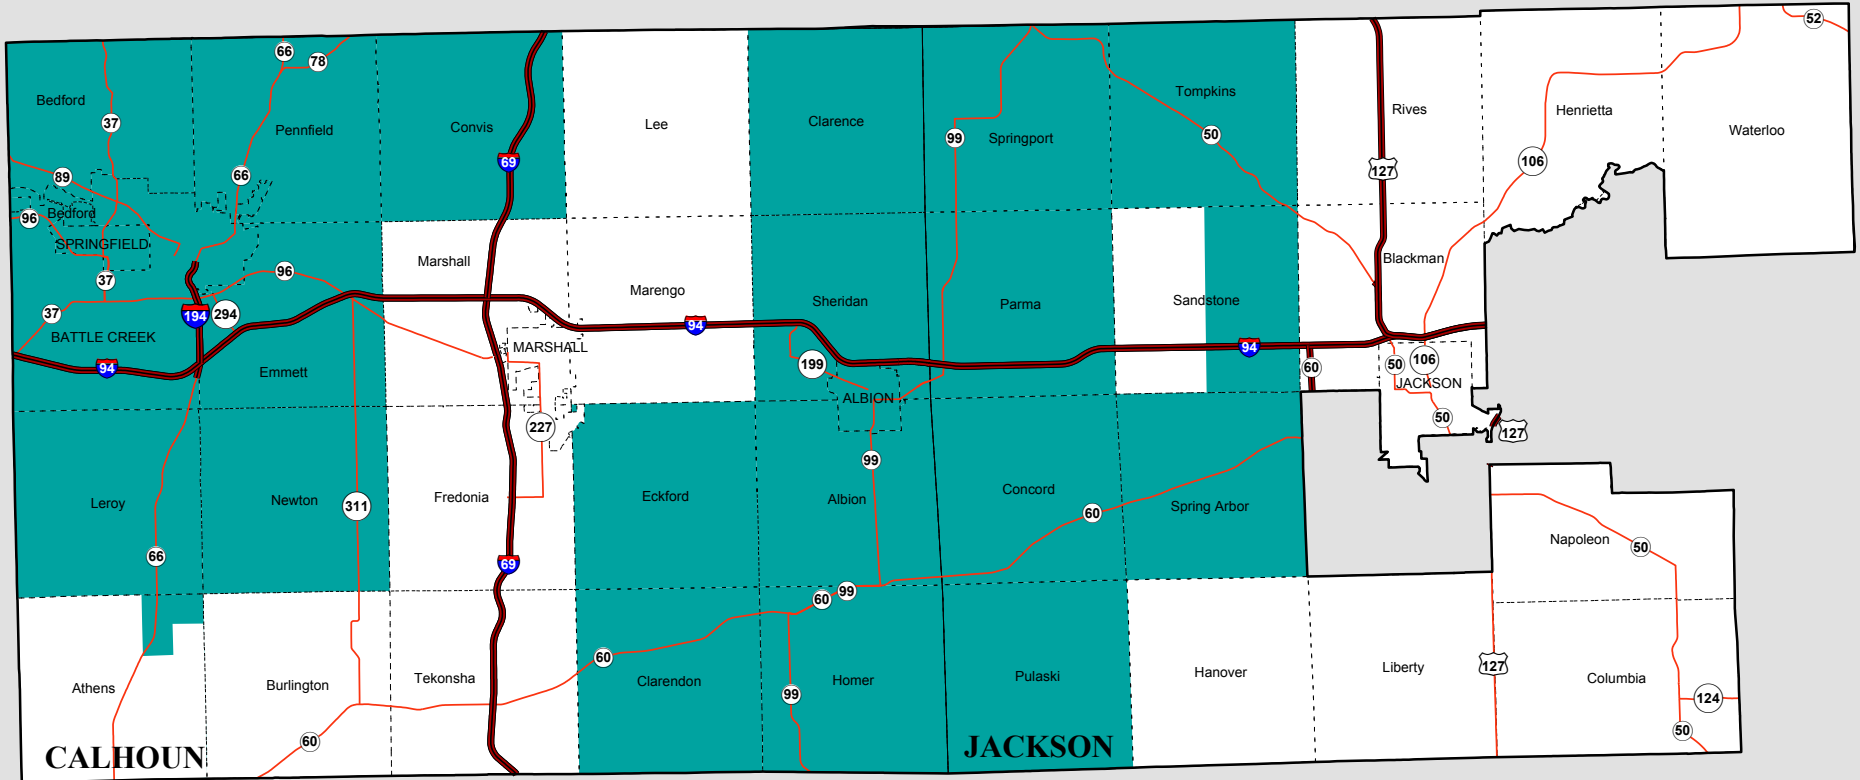 52
66
78
Bedford
37
Pennfield
Convis
Lee
Clarence
99
Springport
Tompkins
50
Rives
Henrietta
Waterloo
69
127
106
89
66
96
Bedford
SPRINGFIELD
37
96
Marshall
Marengo
Sheridan
Parma
Sandstone
Blackman
37
194
294
BATTLE CREEK
94
Emmett
MARSHALL
94
199
94
60
50
106
JACKSON
ALBION
227
50
127
99
Leroy
Newton
311
Fredonia
Eckford
Albion
Concord
60
Spring Arbor
66
69
Napoleon
50
60
99
60
Athens
Burlington
Tekonsha
Clarendon
99
Homer
Pulaski
Hanover
Liberty
127
Columbia
124
60
50
CALHOUN
JACKSON